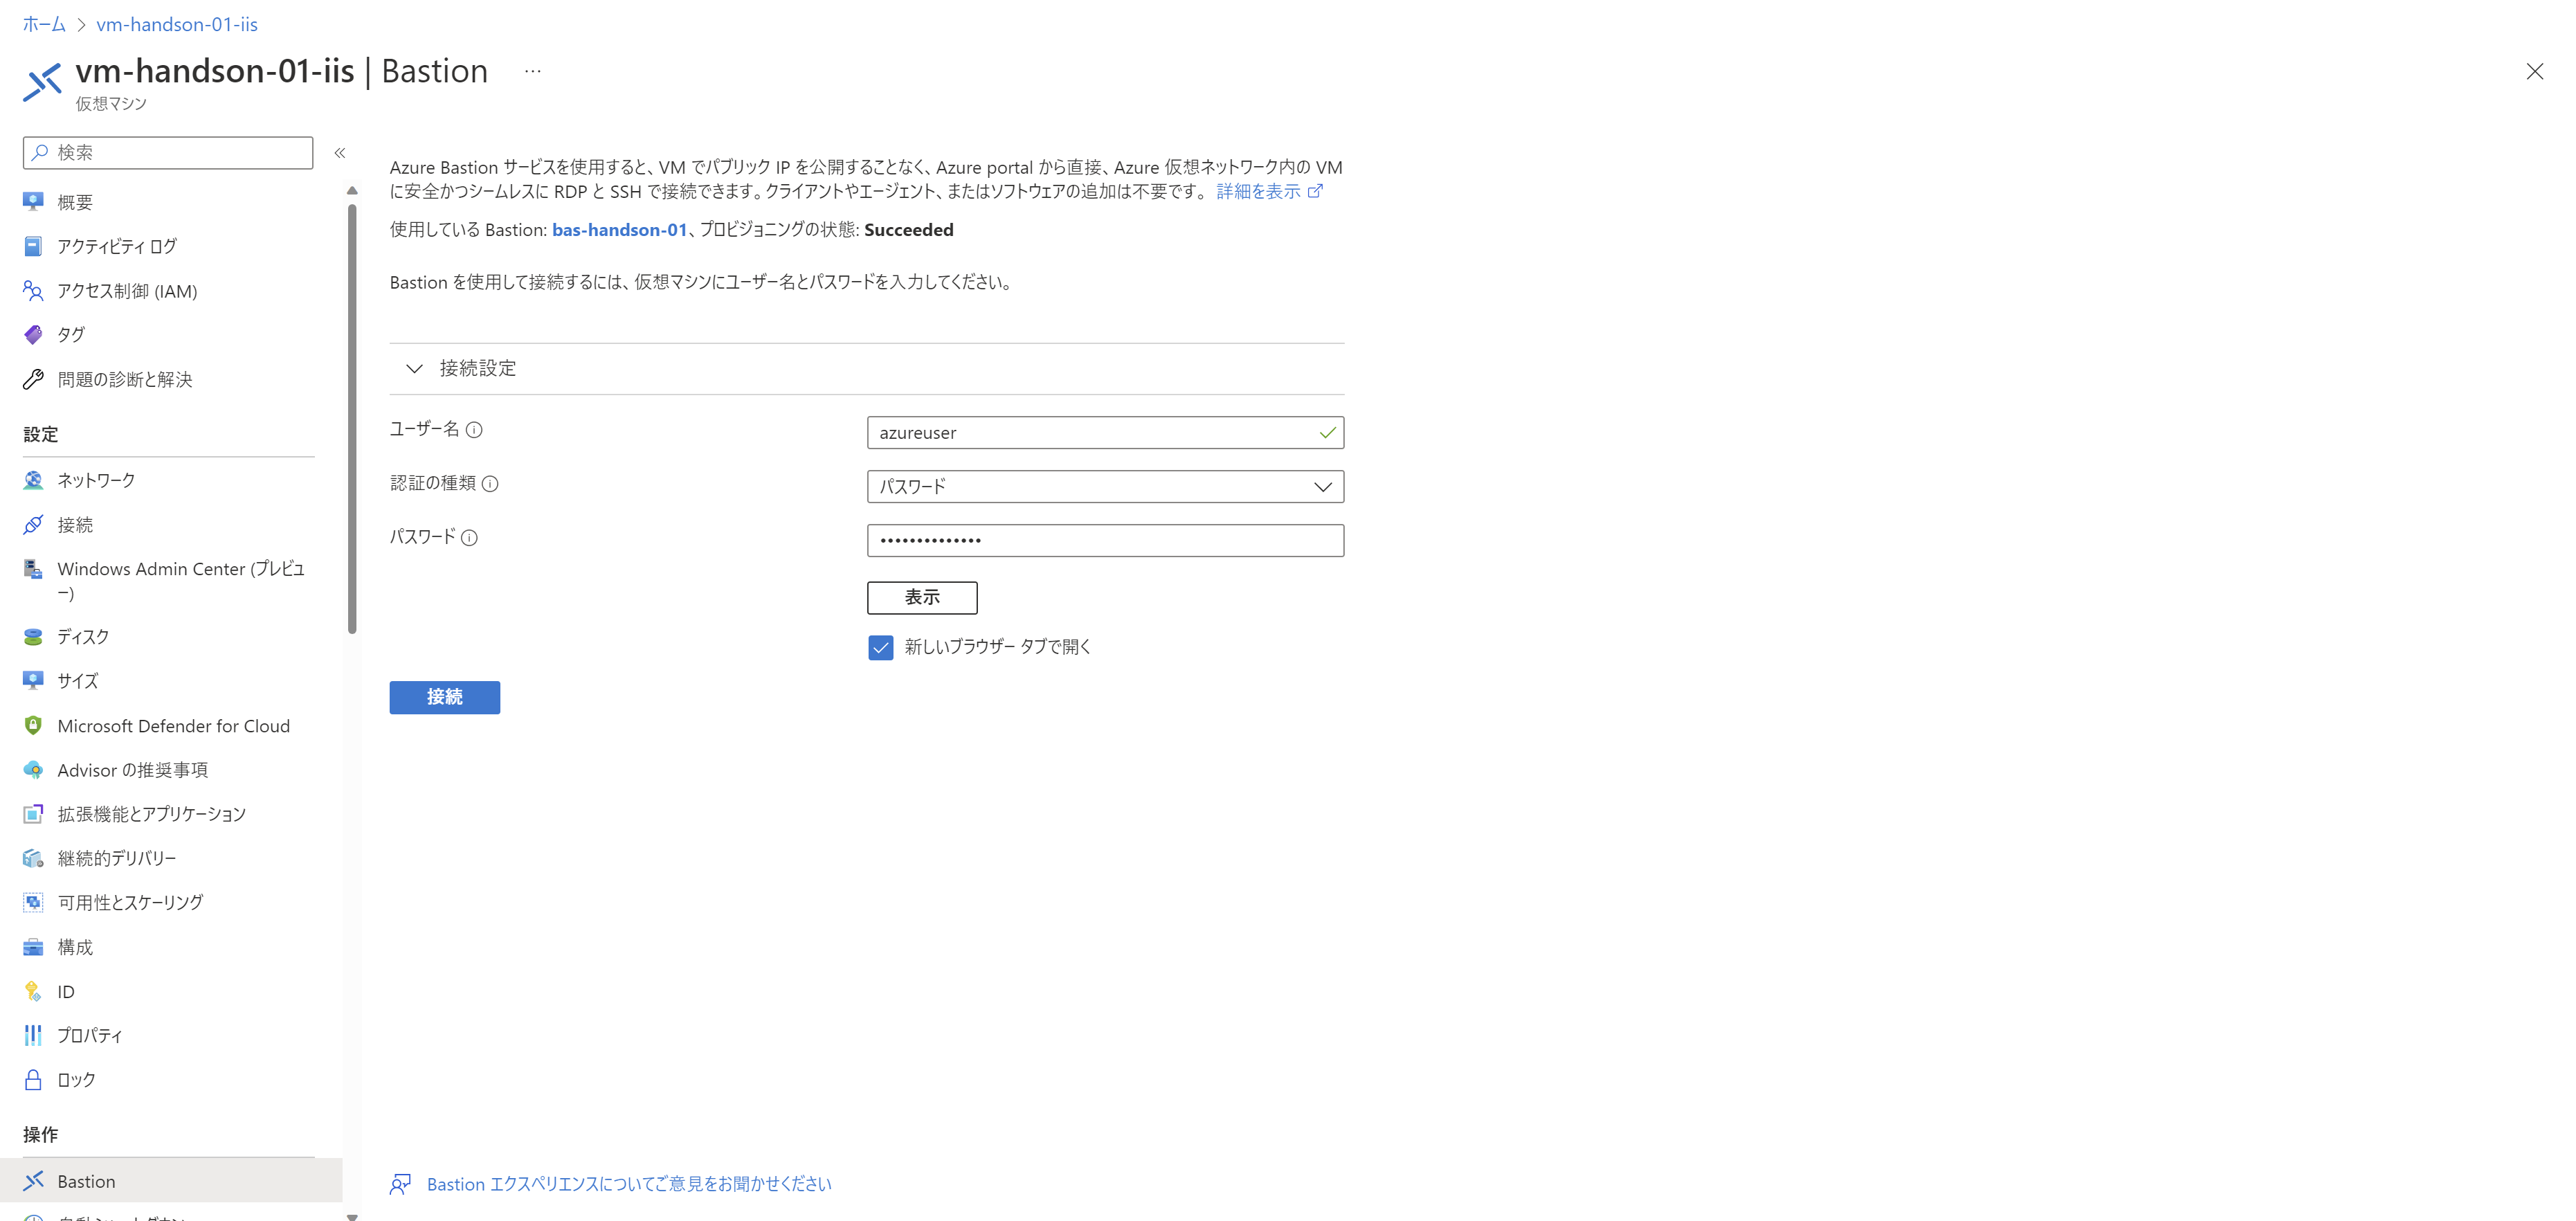 ホーム > vm-handson-01-iis
vm-handson-01-iis | Bastion ...
仮想マシン
検索
概要
アクティビティ ログ
アクセス制御 (IAM)
タグ
問題の診断と解決
設定
ネットワーク
接続
Windows Admin Center (プレビュ
ー)
ディスク
サイズ
Microsoft Defender for Cloud
Advisor の推奨事項
拡張機能とアプリケーション
継続的デリバリー
可用性とスケーリング
構成
ID
プロパティ
ロック
操作
Bastion
Azure Bastion サービスを使用すると、VM でパブリック IP を公開することなく、Azure portal から直接、Azure 仮想ネットワーク内の VM
に安全かつシームレスに RDP と SSH で接続できます。クライアントやエージェント、またはソフトウェアの追加は不要です。 詳細を表示
使用している Bastion: bas-handson-01、プロビジョニングの状態: Succeeded
Bastion を使用して接続するには、仮想マシンにユーザー名とパスワードを入力してください。
接続設定
ユーザー名
azureuser
認証の種類
パスワード
パスワード
表示
新しいブラウザー タブで開く
接続
Bastion エクスペリエンスについてご意見をお聞かせください